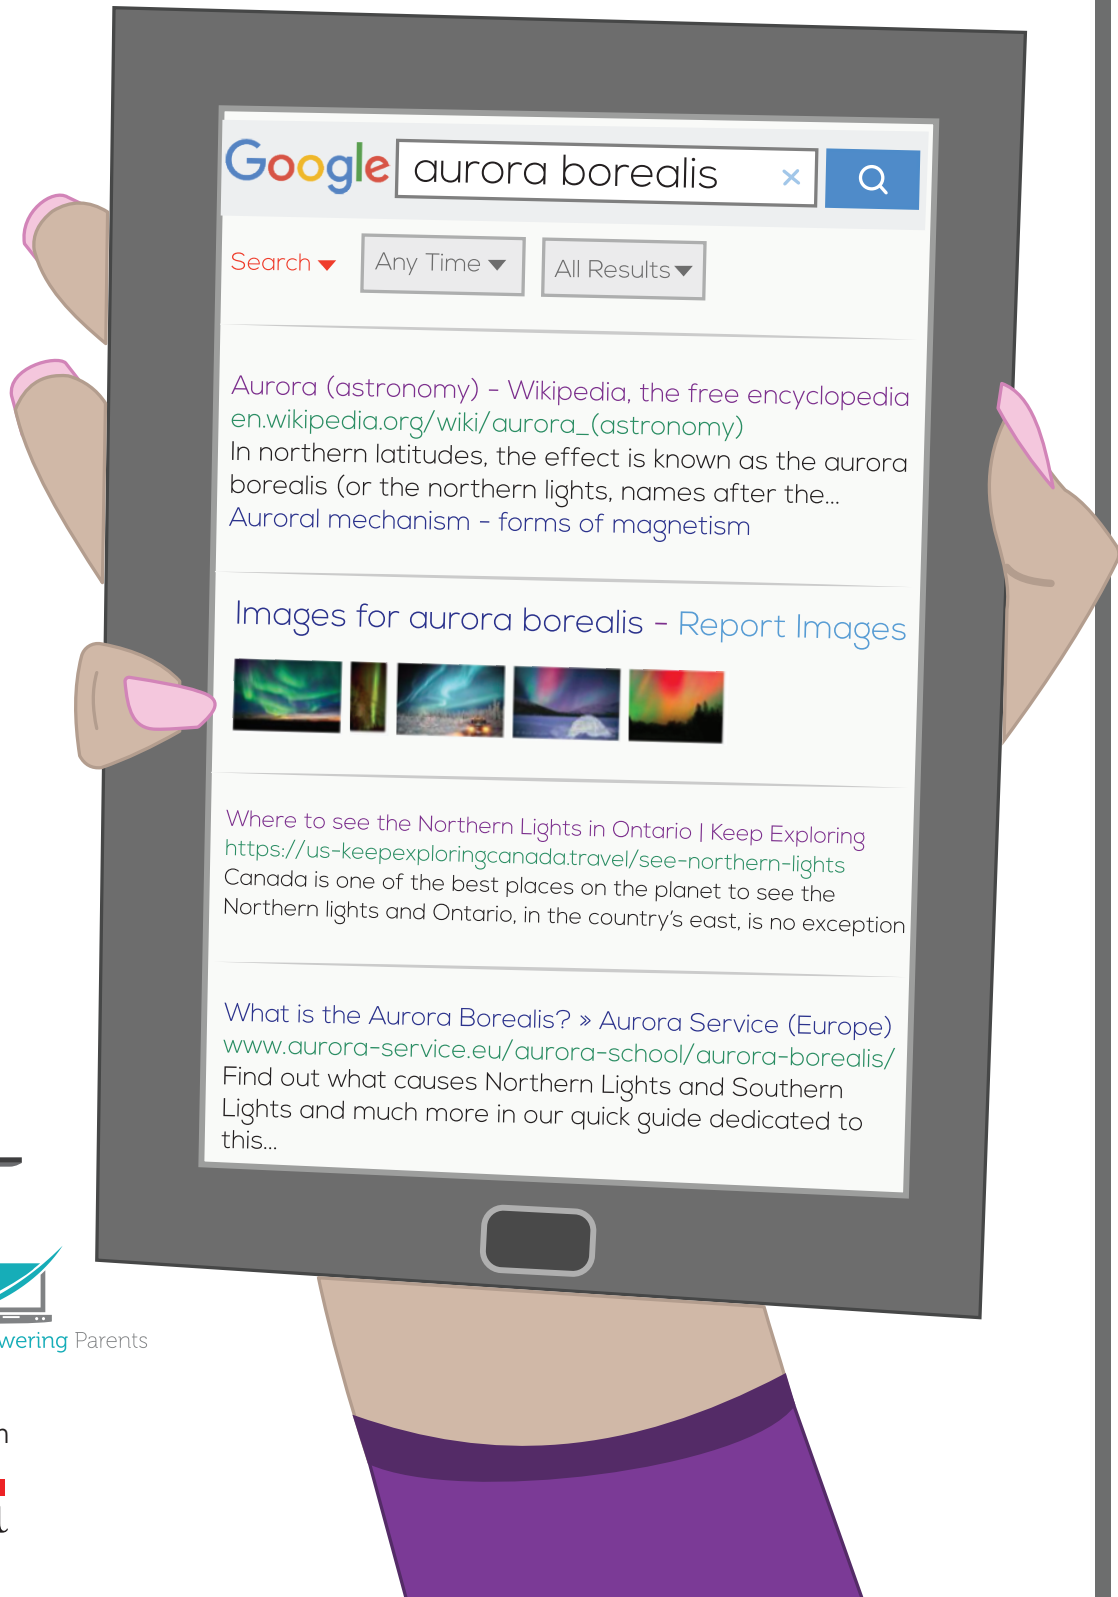 Google aurora borealis
Search Any Time All Results
Aurora (astronomy) - Wikipedia, the free encyclopedia
en.wikipedia.org/wiki/aurora_(astronomy)
In northern latitudes, the effect is known as the aurora
borealis (or the northern lights, names after the...
Auroral mechanism - forms of magnetism
Images for aurora borealis - Report Images
Where to see the Northern Lights in Ontario | Keep Exploring
https://us-keepexploringcanada.travel/see-northern-lights
Canada is one of the best places on the planet to see the
Northern lights and Ontario, in the country's east, is no exception
What is the Aurora Borealis? » Aurora Service (Europe)
www.aurora-service.eu/aurora-school/aurora-borealis/
Find out what causes Northern Lights and Southern
Lights and much more in our quick guide dedicated to
this...
wering Parents